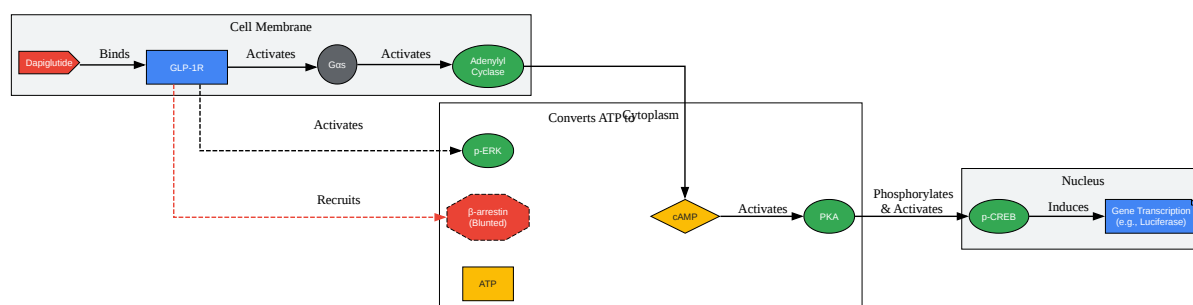 Cell Membrane
Dapiglutide
Binds
GLP-1R
Activates
Gαs
Activates
Adenylyl
Cyclase
Converts ATP to
Cytoplasm
Activates
p-ERK
Recruits
β-arrestin
(Blunted)
ATP
cAMP
Activates
PKA
Phosphorylates
& Activates
Nucleus
p-CREB
Induces
Gene Transcription
(e.g., Luciferase)